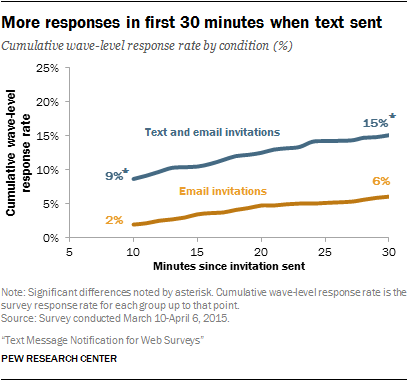 More responses in first 30 minutes when text sent
Cumulative wave-level response rate by condition (%)
Cumulative wave-level
response rate
25%
20%
15%
10%
5%
0%
Text and email invitations
15%*
9%*
Email invitations
6%
2%
5 10 15 20 25 30
Minutes since invitation sent
Note: Significant differences noted by asterisk. Cumulative wave-level response rate is the
survey response rate for each group up to that point.
Source: Survey conducted March 10-April 6, 2015.
"Text Message Notification for Web Surveys"
PEW RESEARCH CENTER